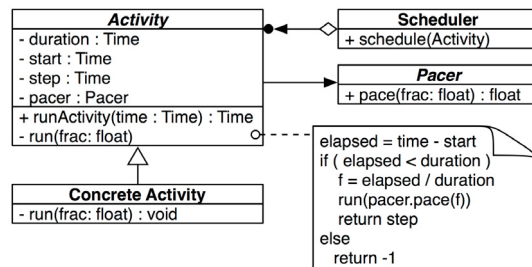 Activity
- duration : Time
- start : Time
- step : Time
- pacer : Pacer
+ runActivity(time : Time) : Time
- run(frac: float)
Concrete Activity
- run(frac: float) : void
Scheduler
+ schedule(Activity)
Pacer
+ pace(frac: float) : float
elapsed = time - start
if ( elapsed < duration )
f = elapsed / duration
run(pacer.pace(f))
return step
else
return -1